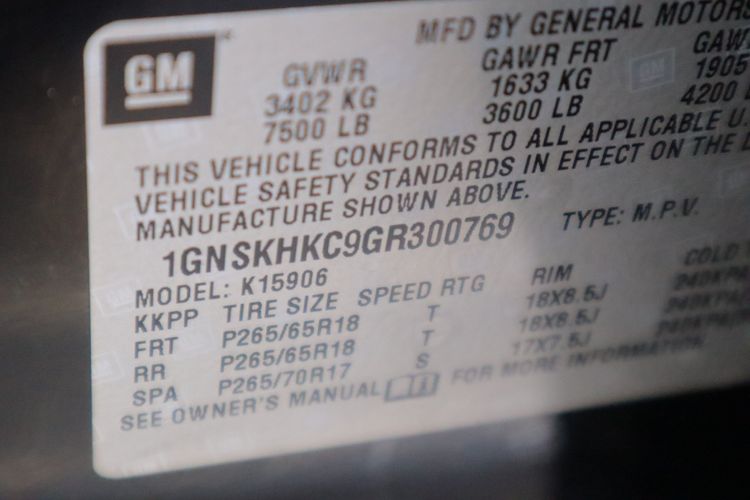 GM
MFD BY GENERAL MOTORS
GVWR GAWR FRT GAW
3402 KG 1633 KG 1905
7500 LB 3600 LB 4200 L
THIS VEHICLE CONFORMS TO ALL APPLICABLE U.
VEHICLE SAFETY STANDARDS IN EFFECT ON THE D
MANUFACTURE SHOWN ABOVE.
1GNSKHKC9GR300769 TYPE: M.P.V.
MODEL: K15906
KKPP TIRE SIZE SPEED RTG RIM COLD
FRT P265/65R18 T 18X8.5J
RR P265/65R18 T 18X8.5J
SPA P265/70R17 S 17X7.5J
SEE OWNER'S MANUAL FOR MORE INFORMATION